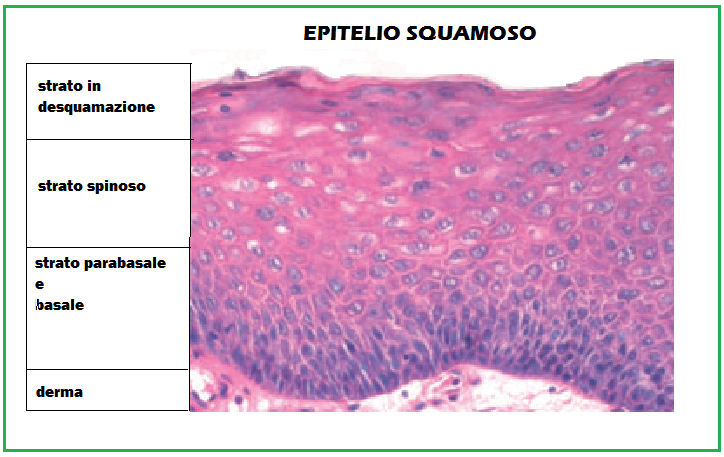 EPITELIO SQUAMOSO
strato in
desquamazione
strato spinoso
strato parabasale
e
basale
derma